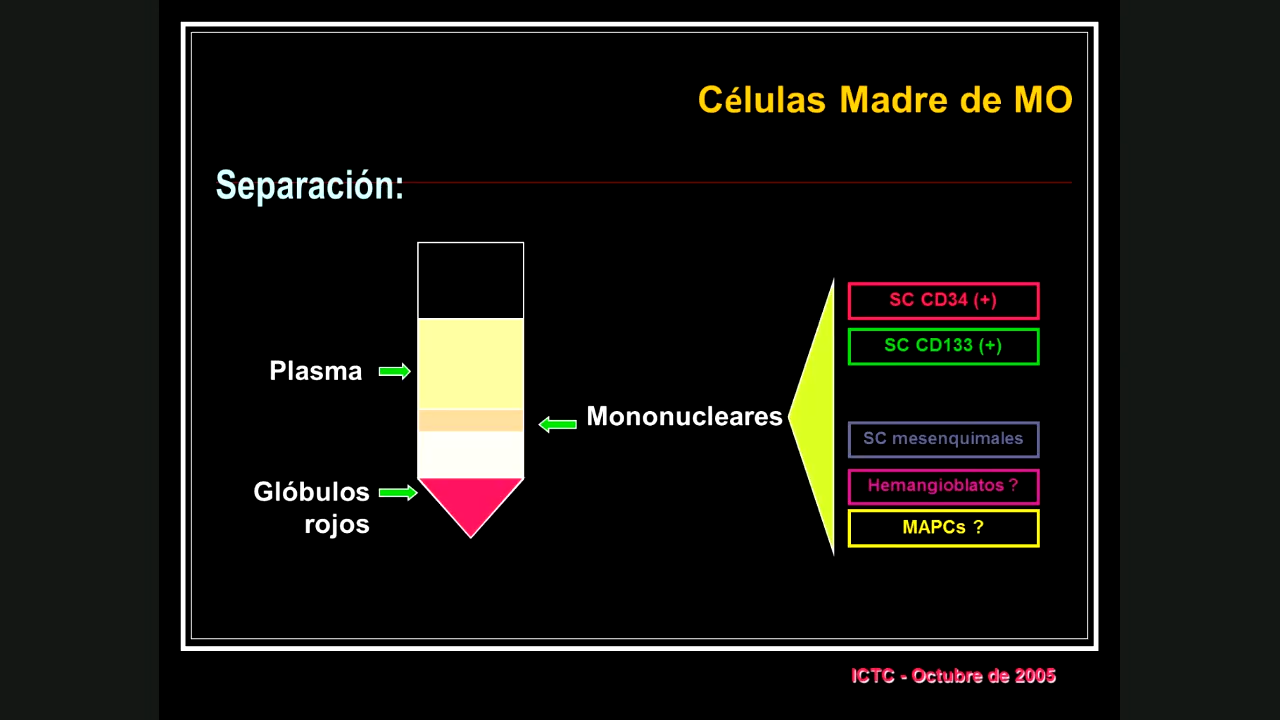 Células Madre de MO
Separación:
Plasma
Glóbulos
rojos
Mononucleares
SC CD34 (+)
SC CD133 (+)
SC mesenquimales
Hemangioblatos ?
MAPCs ?
ICTC - Octubre de 2005